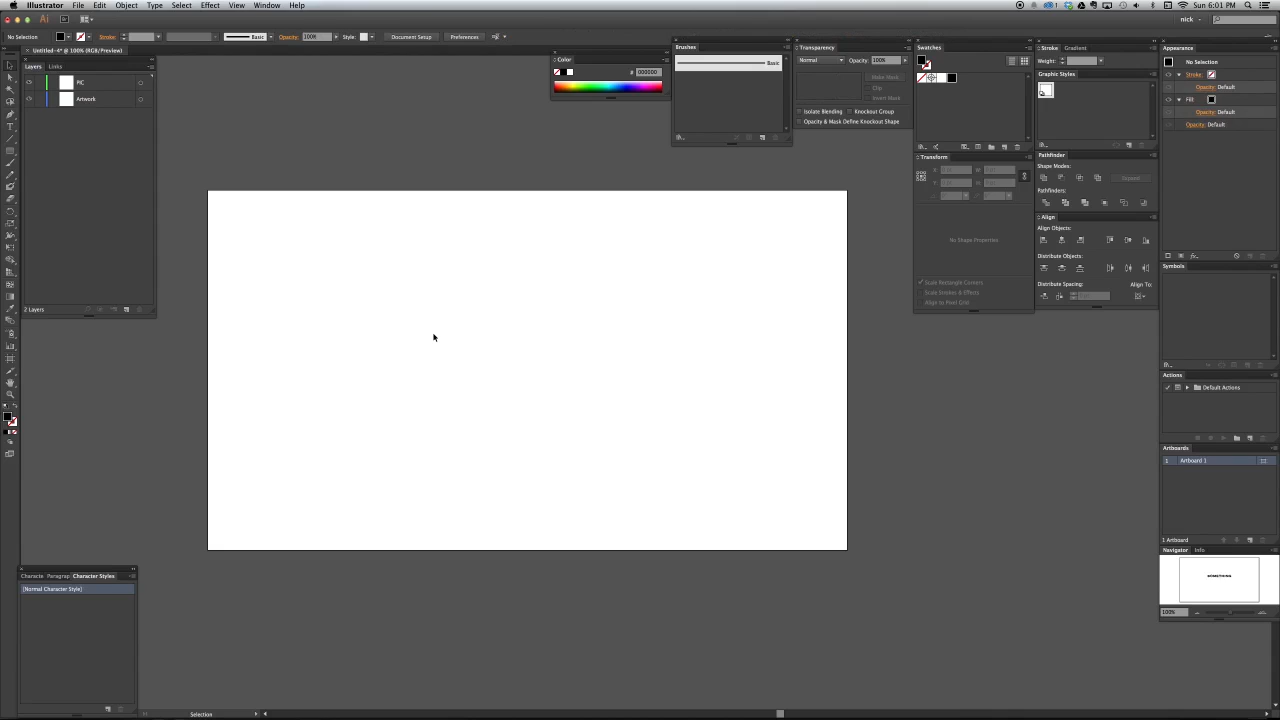 Illustrator File Edit Object Type Select Effect View Window Help
Sun 6:01 PM
Ai
nick
No Selection Stroke: Basic Opacity: 100% Style: Document Setup Preferences
Untitled-4* @ 100% (RGB/Preview)
Layers Links
PIC
Artwork
2 Layers
Color
# 000000
Brushes
Basic
Transparency
Normal Opacity: 100%
Make Mask
Clip
Invert Mask
Isolate Blending Knockout Group
Opacity & Mask Define Knockout Shape
Swatches
Transform
No Shape Properties
Scale Rectangle Corners
Scale Strokes & Effects
Align to Pixel Grid
Stroke Gradient
Weight:
Graphic Styles
Pathfinder
Shape Modes:
Expand
Pathfinders:
Align
Align Objects:
Distribute Objects:
Distribute Spacing: Align To:
Appearance
No Selection
Stroke:
Opacity: Default
Fill
Opacity: Default
Opacity: Default
Symbols
Actions
Default Actions
Artboards
1 Artboard 1
1 Artboard
Navigator Info
SOMETHING
100%
Characte Paragrap Character Styles
[Normal Character Style]
Selection